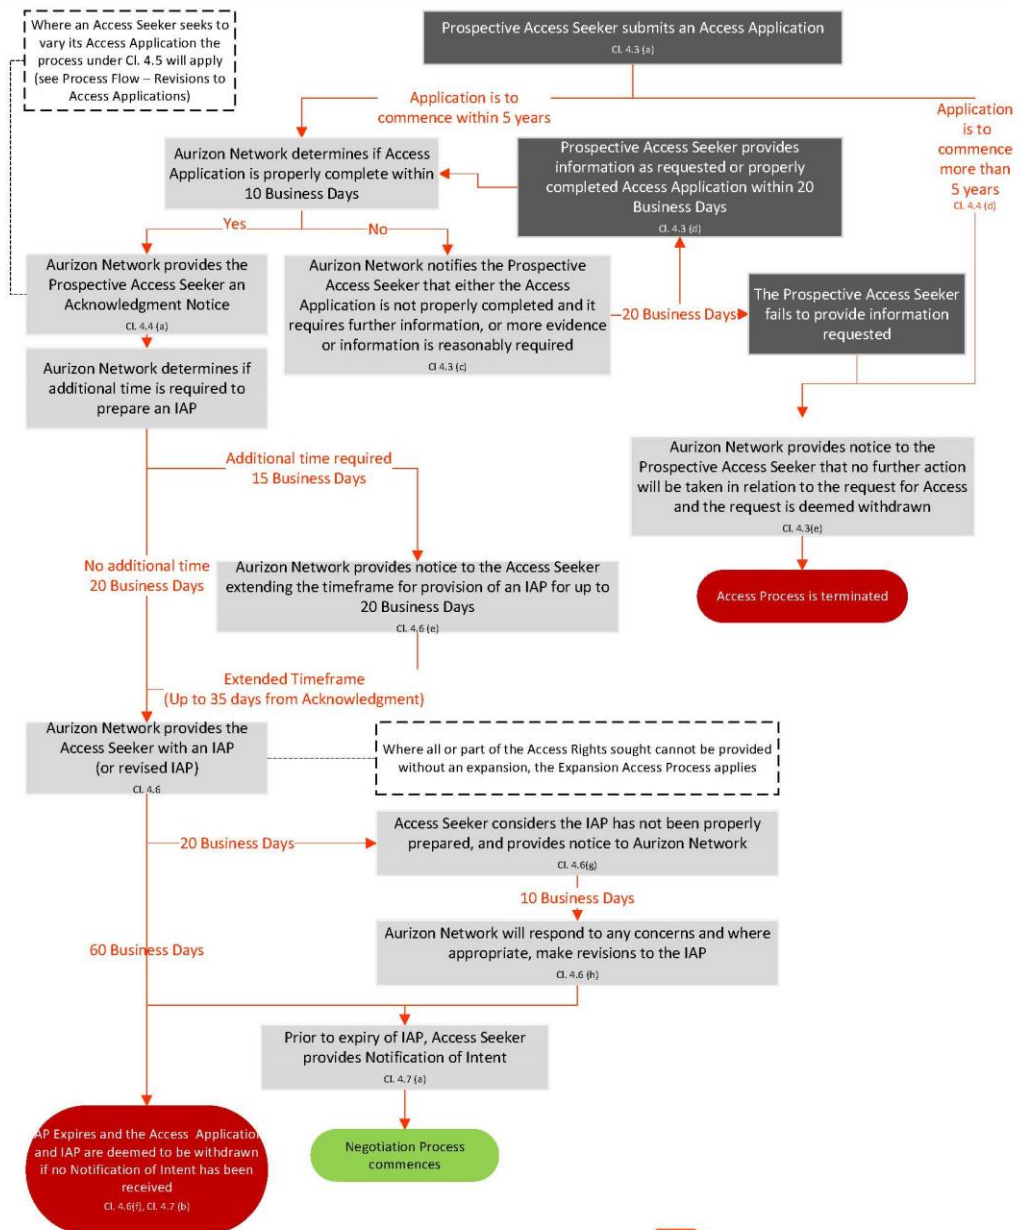 Where an Access Seeker seeks to
vary its Access Application the
process under Cl. 4.5 will apply
(see Process Flow – Revisions to
Access Applications)
Prospective Access Seeker submits an Access Application
Cl. 4.3 (a)
Application is to
commence within 5 years
Application
is to
commence
more than
5 years
Cl. 4.4 (d)
Aurizon Network determines if Access
Application is properly complete within
10 Business Days
Prospective Access Seeker provides
information as requested or properly
completed Access Application within 20
Business Days
Cl. 4.3 (d)
Yes
No
Aurizon Network provides the
Prospective Access Seeker an
Acknowledgment Notice
Cl. 4.4 (a)
Aurizon Network notifies the Prospective
Access Seeker that either the Access
Application is not properly completed and it
requires further information, or more evidence
or information is reasonably required
Cl 4.3 (c)
20 Business Days
The Prospective Access Seeker
fails to provide information
requested
Aurizon Network determines if
additional time is required to
prepare an IAP
Aurizon Network provides notice to the
Prospective Access Seeker that no further action
will be taken in relation to the request for Access
and the request is deemed withdrawn
Cl. 4.3(e)
Additional time required
15 Business Days
No additional time
20 Business Days
Aurizon Network provides notice to the Access Seeker
extending the timeframe for provision of an IAP for up to
20 Business Days
Cl. 4.6 (e)
Access Process is terminated
Extended Timeframe
(Up to 35 days from Acknowledgment)
Aurizon Network provides the
Access Seeker with an IAP
(or revised IAP)
Cl. 4.6
Where all or part of the Access Rights sought cannot be provided
without an expansion, the Expansion Access Process applies
20 Business Days
Access Seeker considers the IAP has not been properly
prepared, and provides notice to Aurizon Network
Cl. 4.6(g)
10 Business Days
60 Business Days
Aurizon Network will respond to any concerns and where
appropriate, make revisions to the IAP
Cl. 4.6 (h)
Prior to expiry of IAP, Access Seeker
provides Notification of Intent
Cl. 4.7 (a)
AP Expires and the Access Application
and IAP are deemed to be withdrawn
if no Notification of Intent has been
received
Cl. 4.6(f), Cl. 4.7 (b)
Negotiation Process
commences